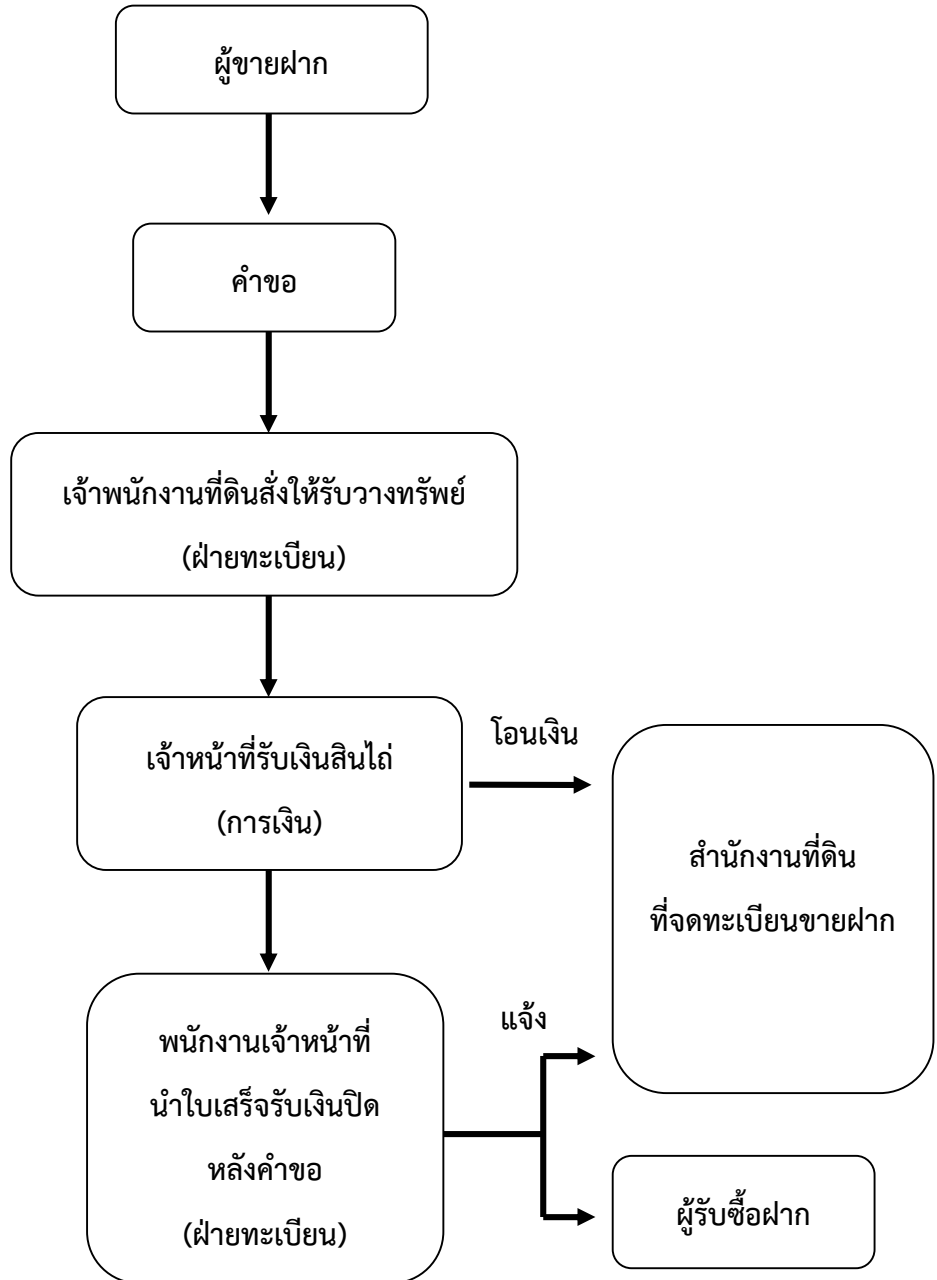 ผู้ขายฝาก
คำขอ
เจ้าพนักงานที่ดินสั่งให้รับวางทรัพย์
(ฝ่ายทะเบียน)
เจ้าหน้าที่รับเงินสินไถ่
(การเงิน)
โอนเงิน
สำนักงานที่ดิน
ที่จดทะเบียนขายฝาก
พนักงานเจ้าหน้าที่
นำใบเสร็จรับเงินปิด
หลังคำขอ
(ฝ่ายทะเบียน)
แจ้ง
ผู้รับซื้อฝาก